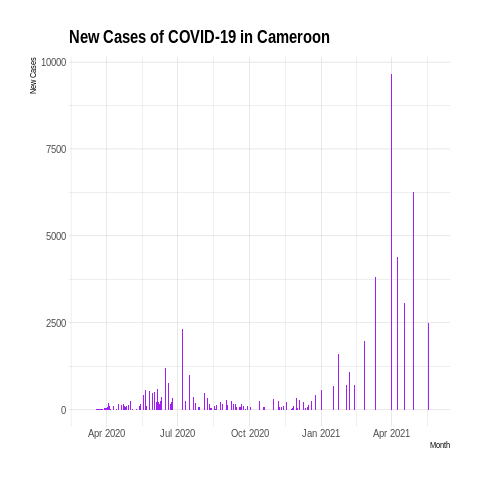 New Cases of COVID-19 in Cameroon
New Cases
10000
7500
5000
2500
0
Apr 2020 Jul 2020 Oct 2020 Jan 2021 Apr 2021
Month